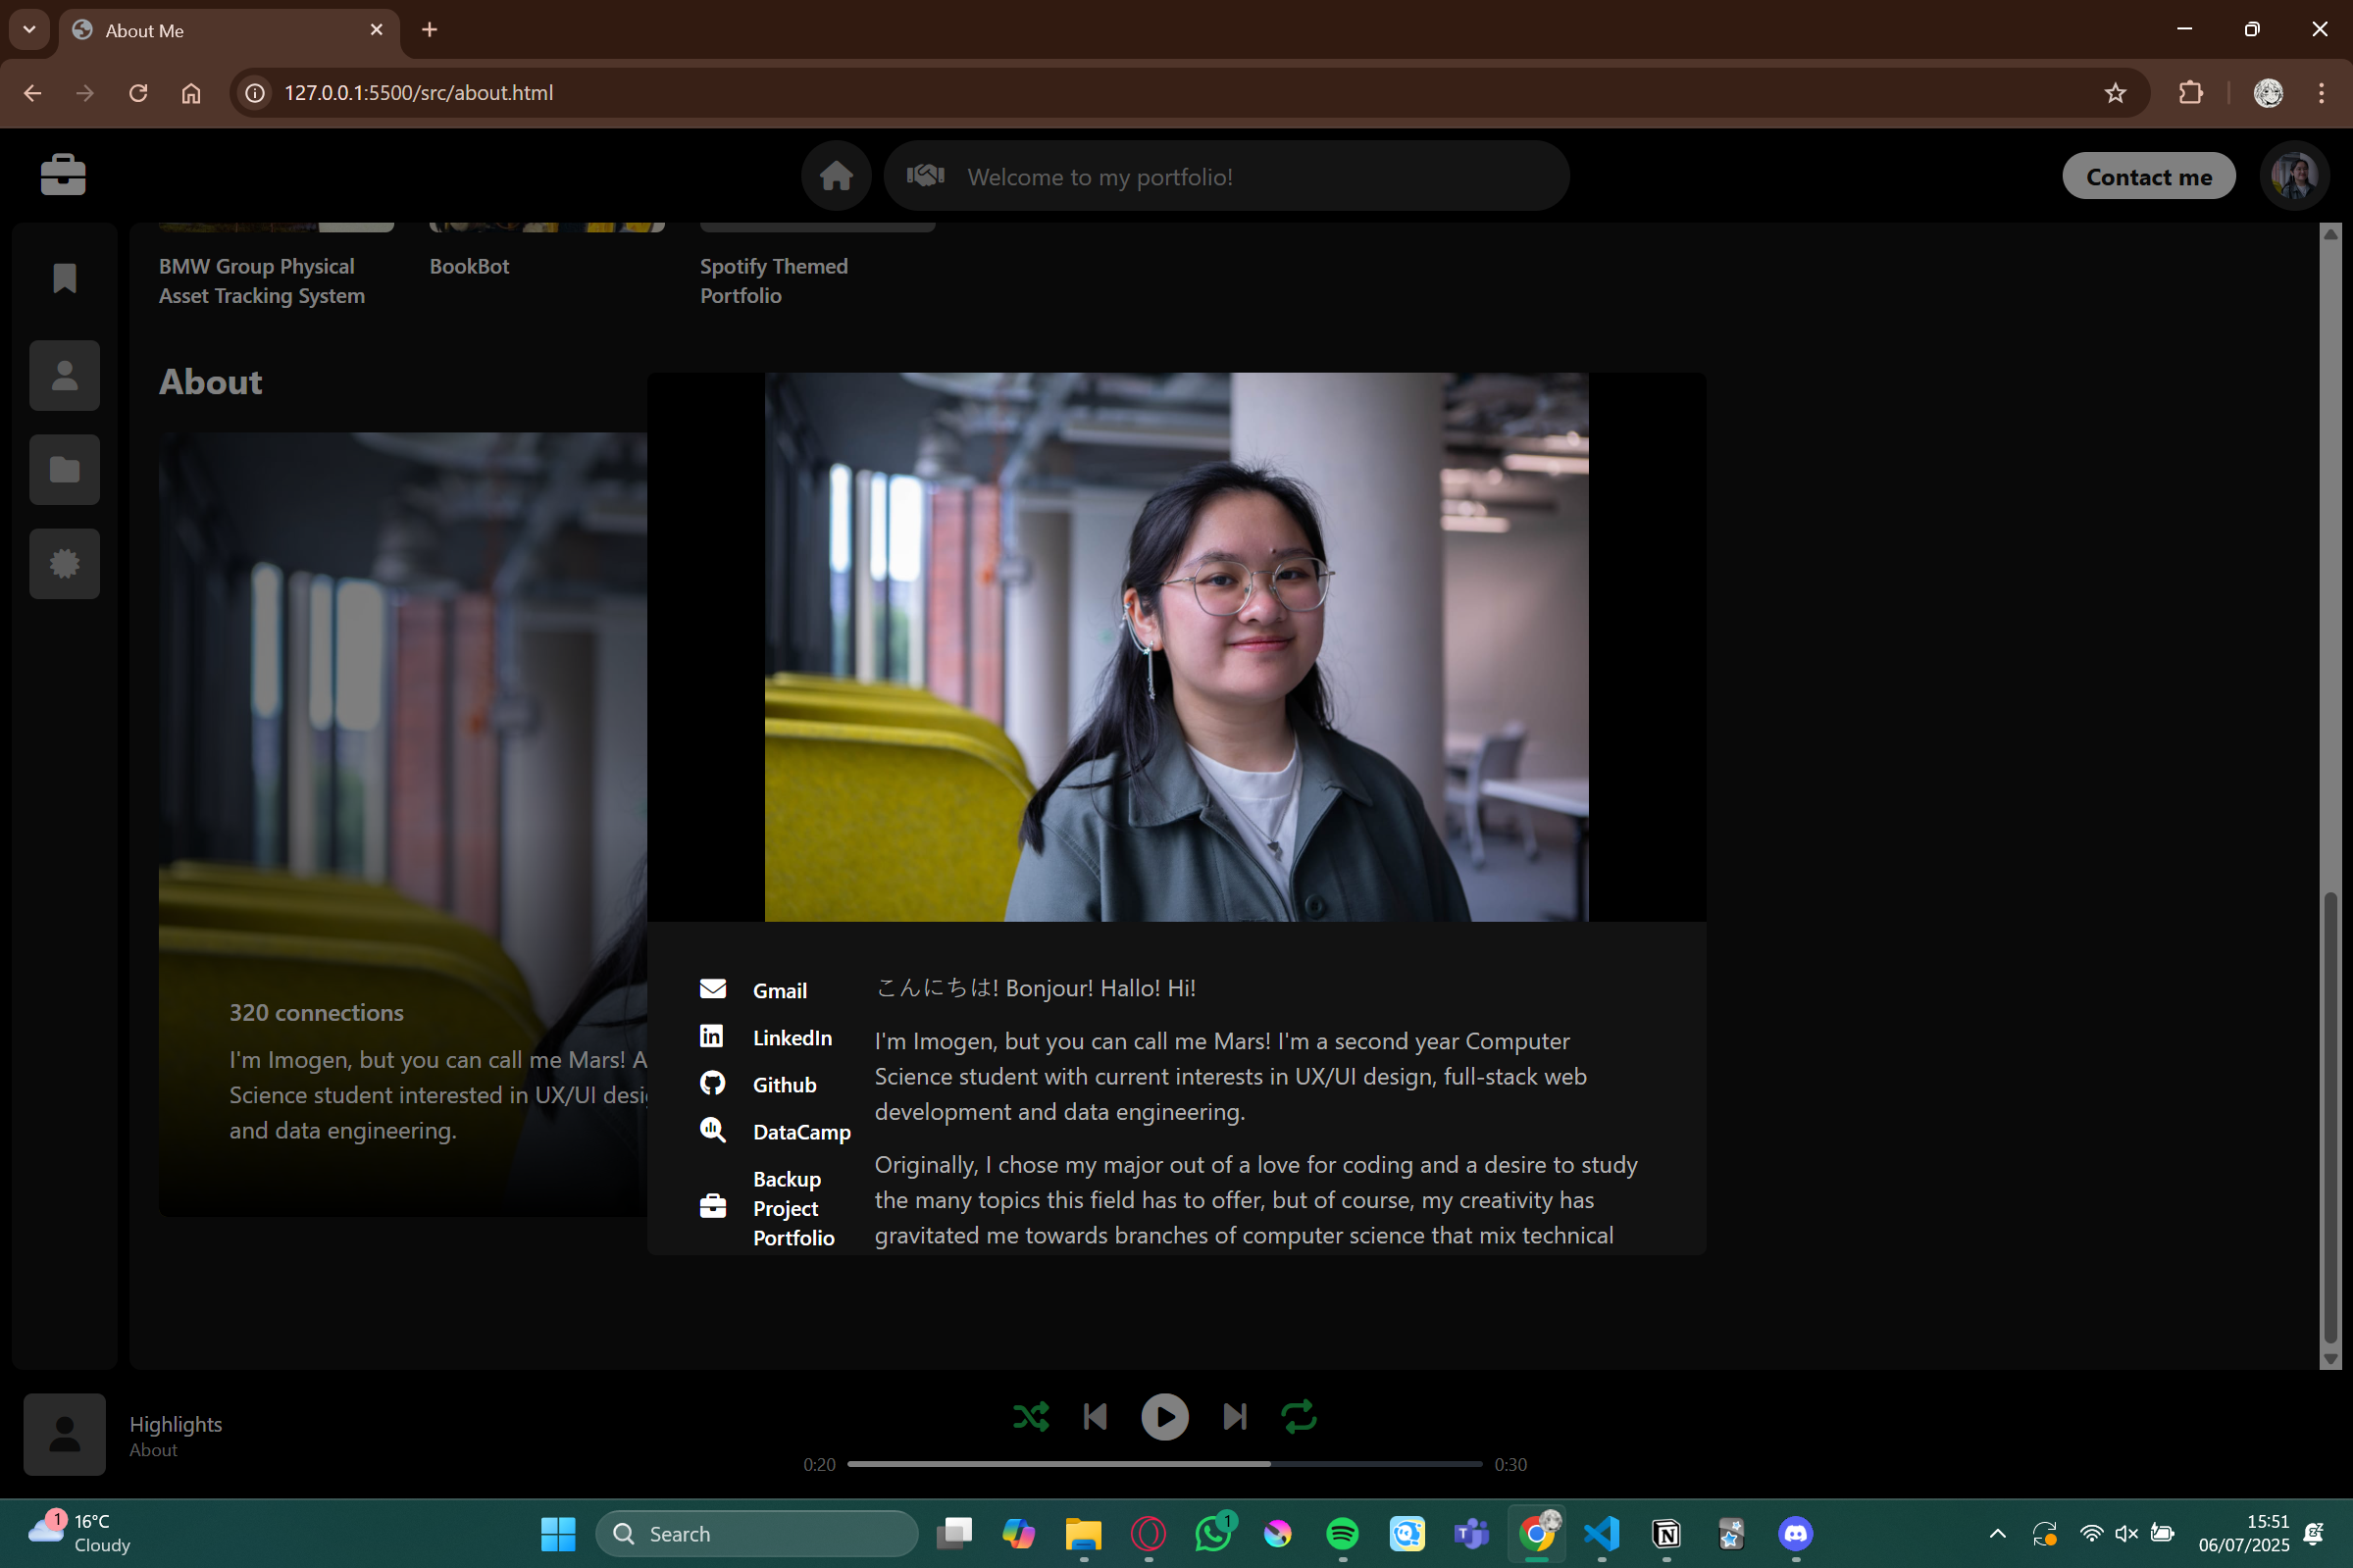 About Me
127.0.0.1:5500/src/about.html
Welcome to my portfolio!
Contact me
BMW Group Physical
Asset Tracking System
BookBot
Spotify Themed
Portfolio
About
320 connections
I'm Imogen, but you can call me Mars! A
Science student interested in UX/UI desig
and data engineering.
Gmail
LinkedIn
Github
DataCamp
Backup
Project
Portfolio
こんにちは! Bonjour! Hallo! Hi!
I'm Imogen, but you can call me Mars! I'm a second year Computer
Science student with current interests in UX/UI design, full-stack web
development and data engineering.
Originally, I chose my major out of a love for coding and a desire to study
the many topics this field has to offer, but of course, my creativity has
gravitated me towards branches of computer science that mix technical
Highlights
About
0:20
0:30
1
16°C
Cloudy
Search
1
15:51
06/07/2025